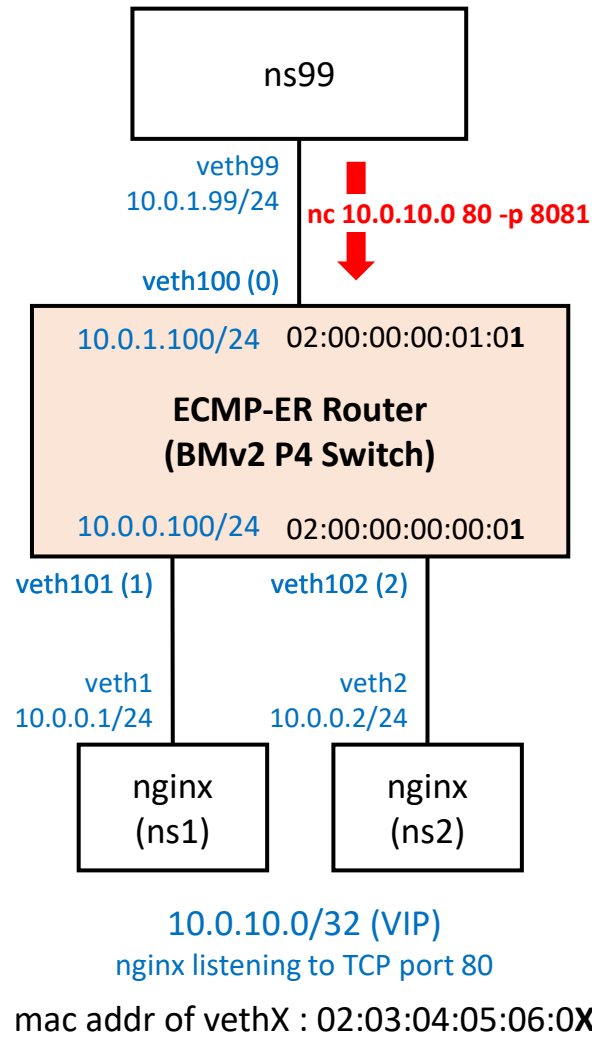 ns99
veth99
10.0.1.99/24
nc 10.0.10.0 80 -p 8081
veth100 (0)
10.0.1.100/24 02:00:00:00:01:01
ECMP-ER Router
(BMv2 P4 Switch)
10.0.0.100/24 02:00:00:00:00:01
veth101 (1) veth102 (2)
veth1 veth2
10.0.0.1/24 10.0.0.2/24
nginx nginx
(ns1) (ns2)
10.0.10.0/32 (VIP)
nginx listening to TCP port 80
mac addr of vethX : 02:03:04:05:06:0X